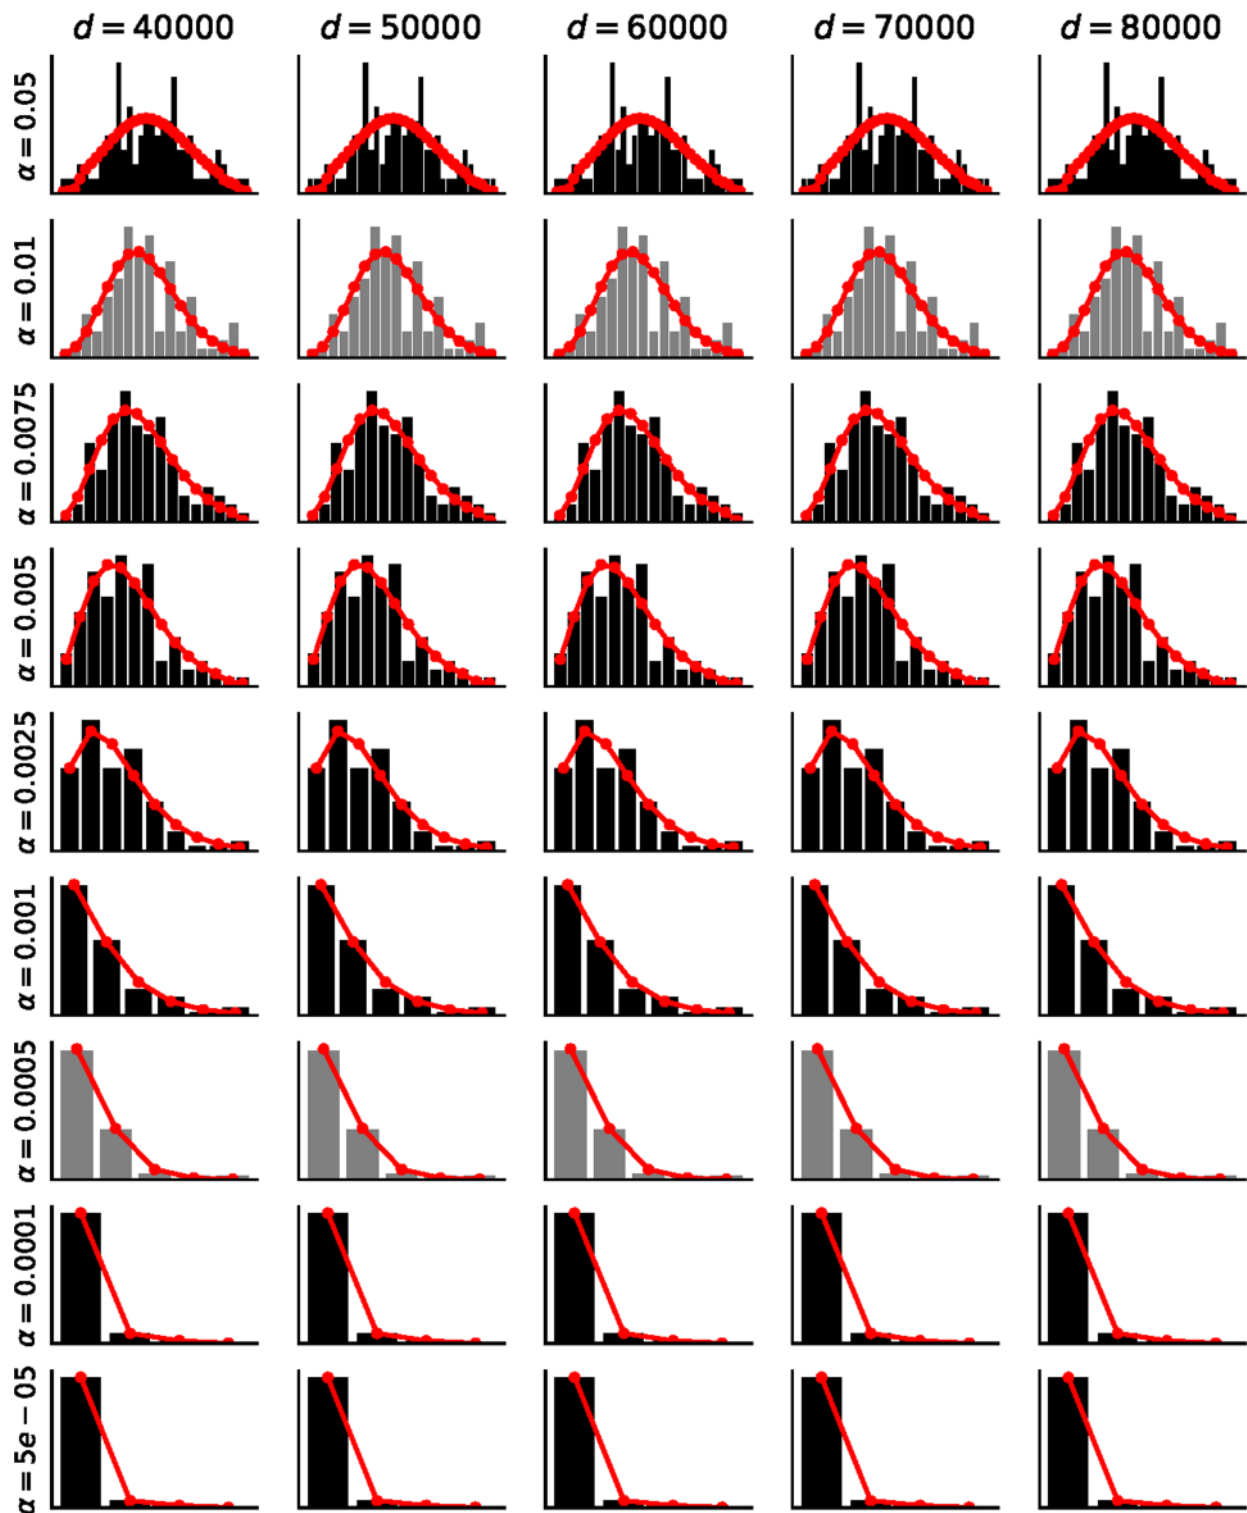 d = 40000 d = 50000 d = 60000 d = 70000 d = 80000
α = 0.05
α = 0.01
α = 0.0075
α = 0.005
α = 0.0025
α = 0.001
α = 0.0005
α = 0.0001
α = 5e − 05